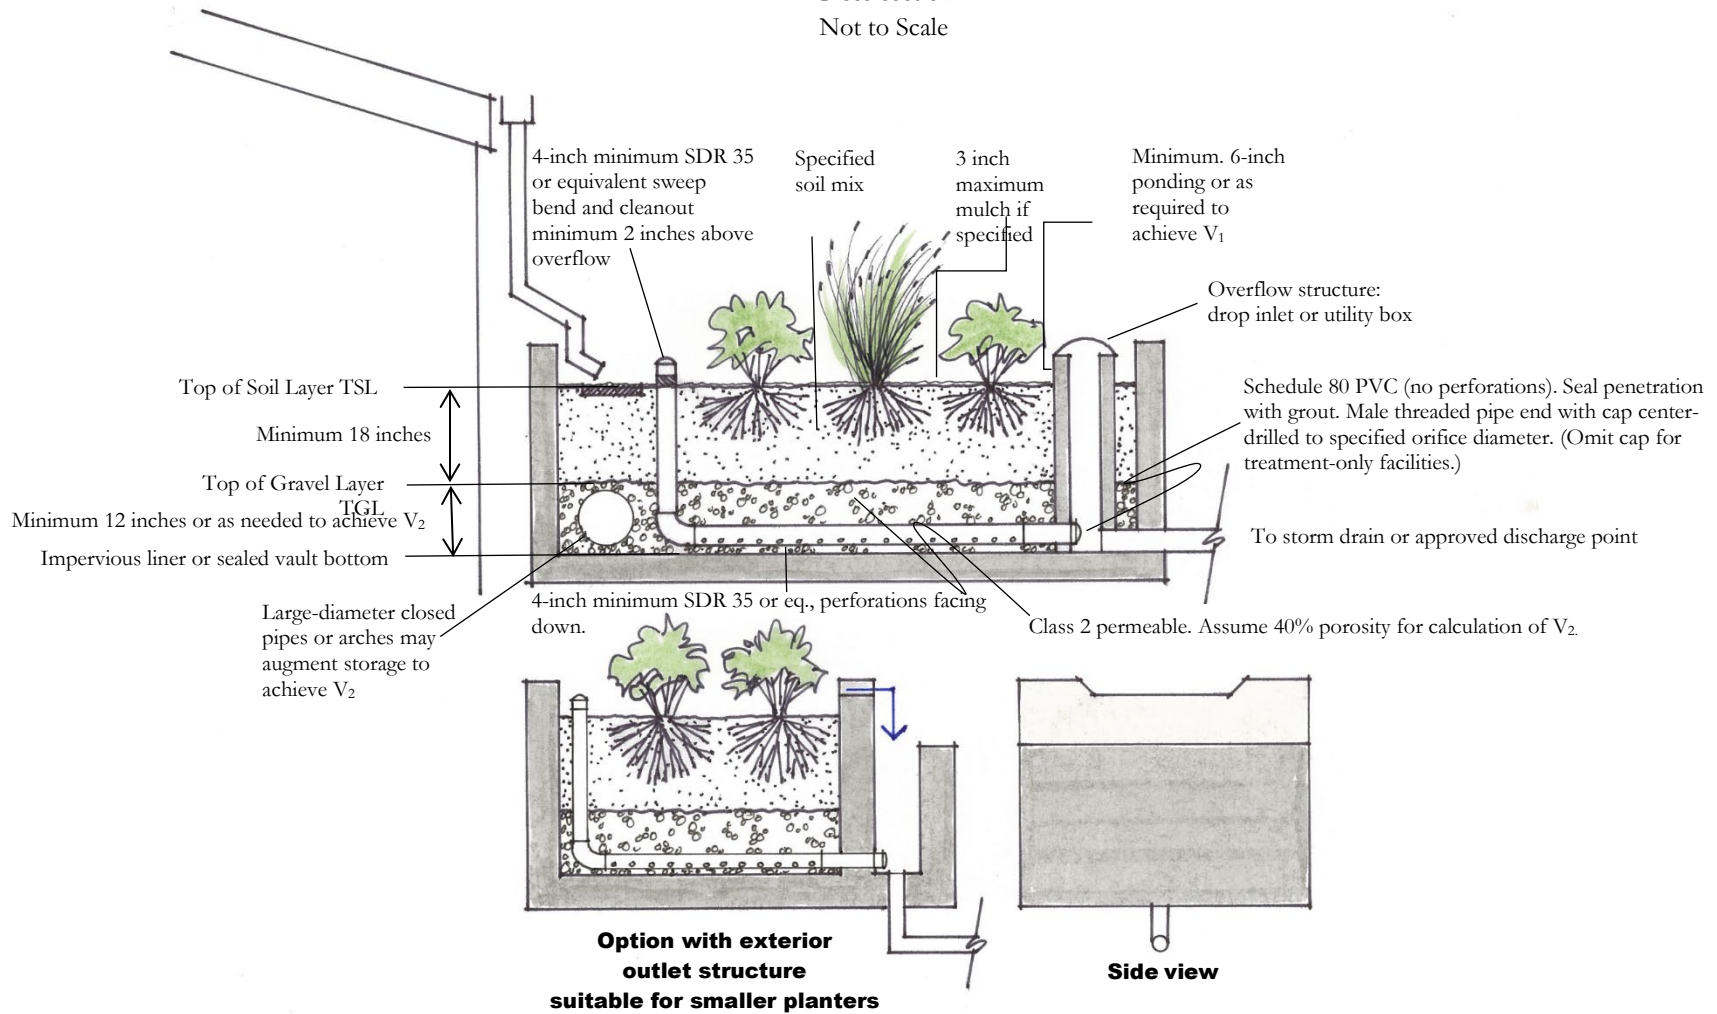 Not to Scale
4-inch minimum SDR 35
or equivalent sweep
bend and cleanout
minimum 2 inches above
overflow
Specified
soil mix
3 inch
maximum
mulch if
specified
Minimum. 6-inch
ponding or as
required to
achieve V1
Overflow structure:
drop inlet or utility box
Top of Soil Layer TSL
Minimum 18 inches
Top of Gravel Layer
TGL
Minimum 12 inches or as needed to achieve V2
Impervious liner or sealed vault bottom
Schedule 80 PVC (no perforations). Seal penetration
with grout. Male threaded pipe end with cap center-
drilled to specified orifice diameter. (Omit cap for
treatment-only facilities.)
To storm drain or approved discharge point
Large-diameter closed
pipes or arches may
augment storage to
achieve V2
4-inch minimum SDR 35 or eq., perforations facing
down.
Class 2 permeable. Assume 40% porosity for calculation of V2.
Option with exterior
outlet structure
suitable for smaller planters
Side view